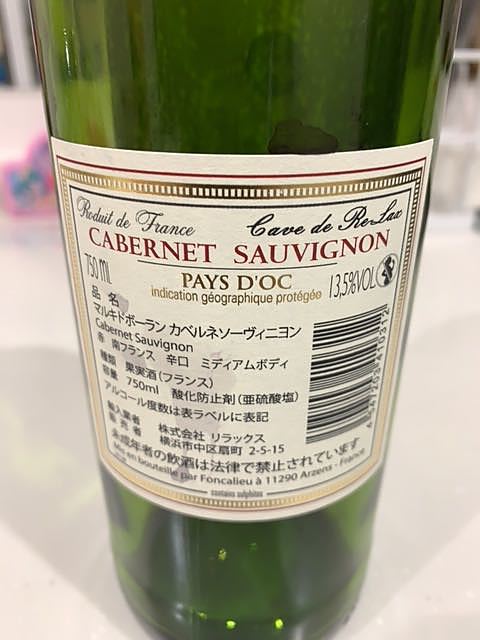 Produit de France
Cave de Re-Lax
CABERNET SAUVIGNON
750 ML
PAYS D'OC
13,5%VOL
indication géographique protégée
品 名
マルキドボーラン カベルネソーヴィニヨン
Cabernet Sauvignon
赤 南フランス 辛口 ミディアムボディ
種類 果実酒(フランス)
容量 750ml 酸化防止剤(亜硫酸塩)
アルコール度数は表ラベルに表記
輸入業者
販売者
株式会社 リラックス
横浜市中区扇町 2-5-15
未成年者の飲酒は法律で禁止されています
Mis en bouteille par Foncalieu à 11290 Arzens - France
contains sulphites